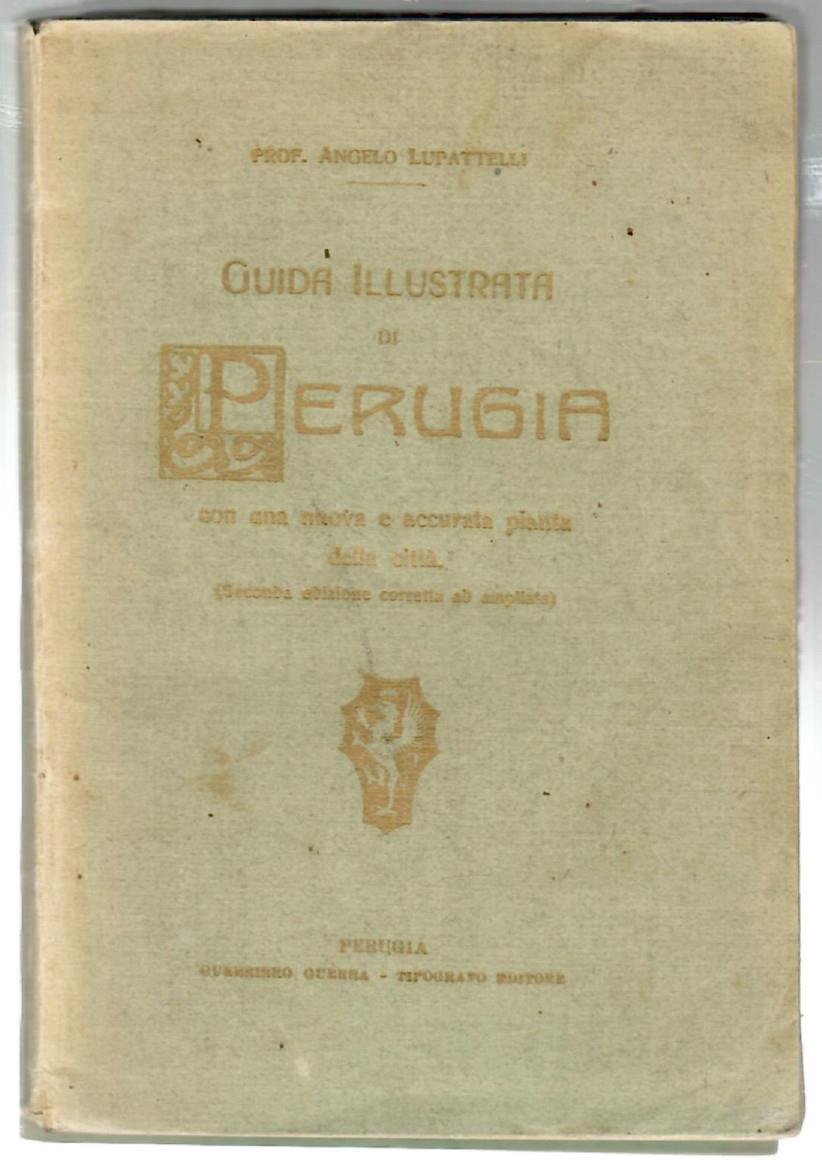 PROF. ANGELO LUPATTELLI
GUIDA ILLUSTRATA
DI
PERUGIA
con una nuova e accurata pianta
della città.
(Seconda edizione corretta ad ampliata)
PERUGIA
GUERRIERO GUERRA - TIPOGRAFO EDITORE